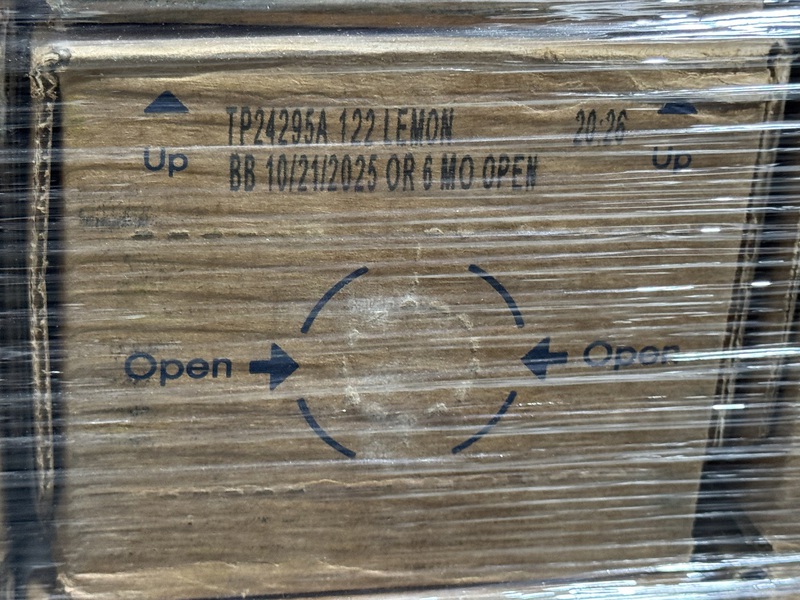 TP24295A 122 LEMON 20:26
BB 10/21/2025 OR 6 MO OPEN
Up Up
Open Open